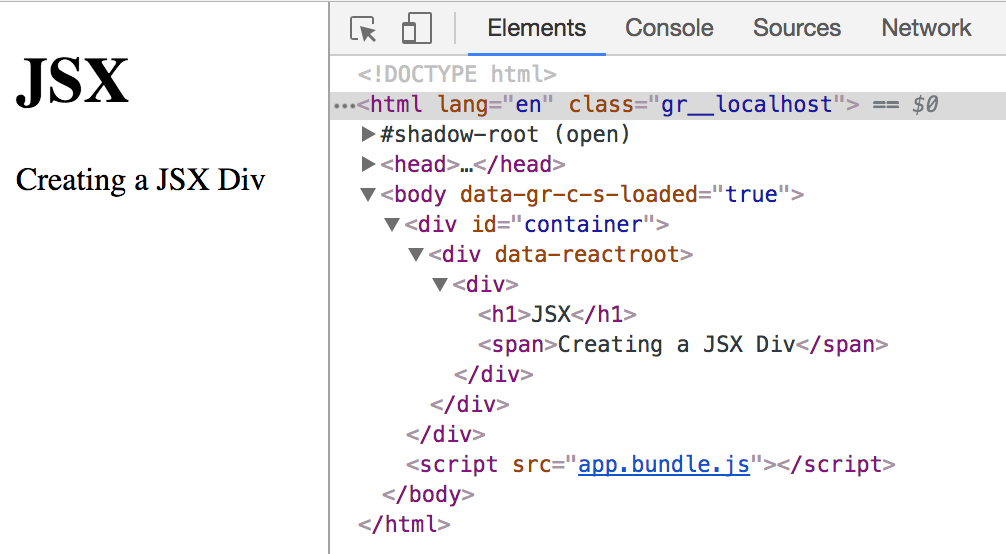 JSX
Creating a JSX Div
Elements Console Sources Network
<!DOCTYPE html>
…<html lang="en" class="gr__localhost"> == $0
▶#shadow-root (open)
▶<head>…</head>
▼<body data-gr-c-s-loaded="true">
▼<div id="container">
▼<div data-reactroot>
▼<div>
<h1>JSX</h1>
<span>Creating a JSX Div</span>
</div>
</div>
</div>
<script src="app.bundle.js"></script>
</body>
</html>